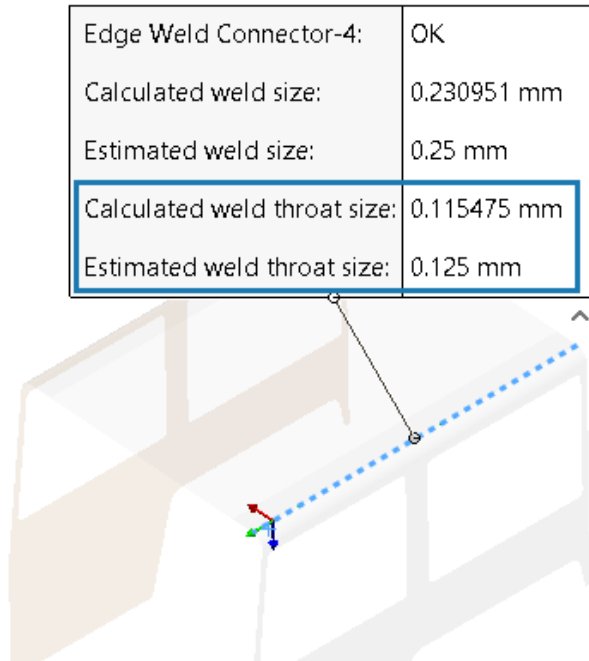 Edge Weld Connector-4: OK
Calculated weld size: 0.230951 mm
Estimated weld size: 0.25 mm
Calculated weld throat size: 0.115475 mm
Estimated weld throat size: 0.125 mm